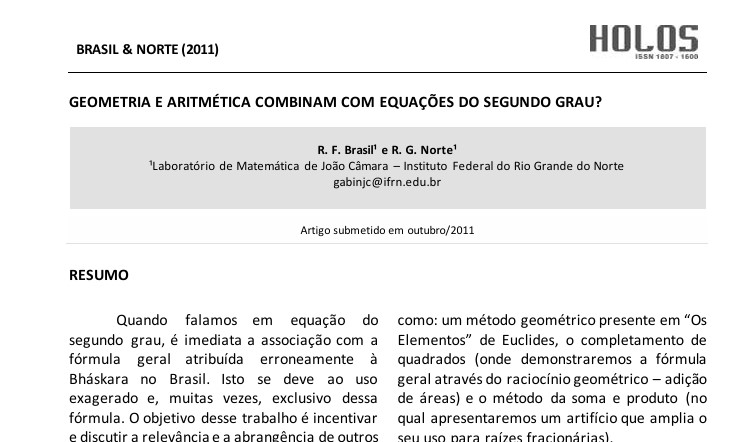 BRASIL & NORTE (2011)
HOLOS
ISSN 1807 - 1600
GEOMETRIA E ARITMÉTICA COMBINAM COM EQUAÇÕES DO SEGUNDO GRAU?
R. F. Brasil¹ e R. G. Norte¹
¹Laboratório de Matemática de João Câmara – Instituto Federal do Rio Grande do Norte
gabinjc@ifrn.edu.br
Artigo submetido em outubro/2011
RESUMO
Quando falamos em equação do
segundo grau, é imediata a associação com a
fórmula geral atribuída erroneamente à
Bháskara no Brasil. Isto se deve ao uso
exagerado e, muitas vezes, exclusivo dessa
fórmula. O objetivo desse trabalho é incentivar
e discutir a relevância e a abrangência de outros
como: um método geométrico presente em “Os
Elementos” de Euclides, o completamento de
quadrados (onde demonstraremos a fórmula
geral através do raciocínio geométrico – adição
de áreas) e o método da soma e produto (no
qual apresentaremos um artifício que amplia o
seu uso para raízes fracionárias).